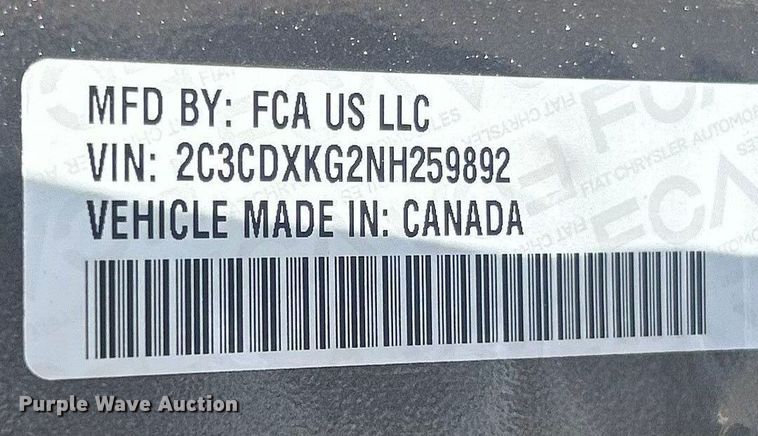 MFD BY: FCA US LLC
VIN: 2C3CDXKG2NH259892
VEHICLE MADE IN: CANADA
Purple Wave Auction